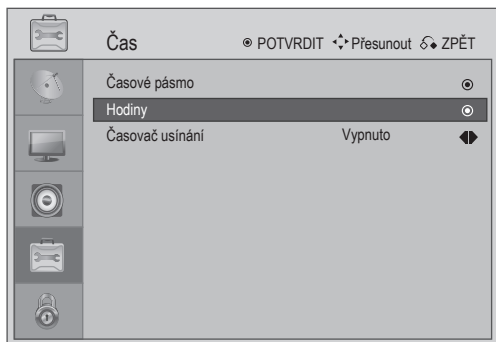 Čas POTVRDIT Přesunout ZPĚT
Časové pásmo
Hodiny
Časovač usínání Vypnuto